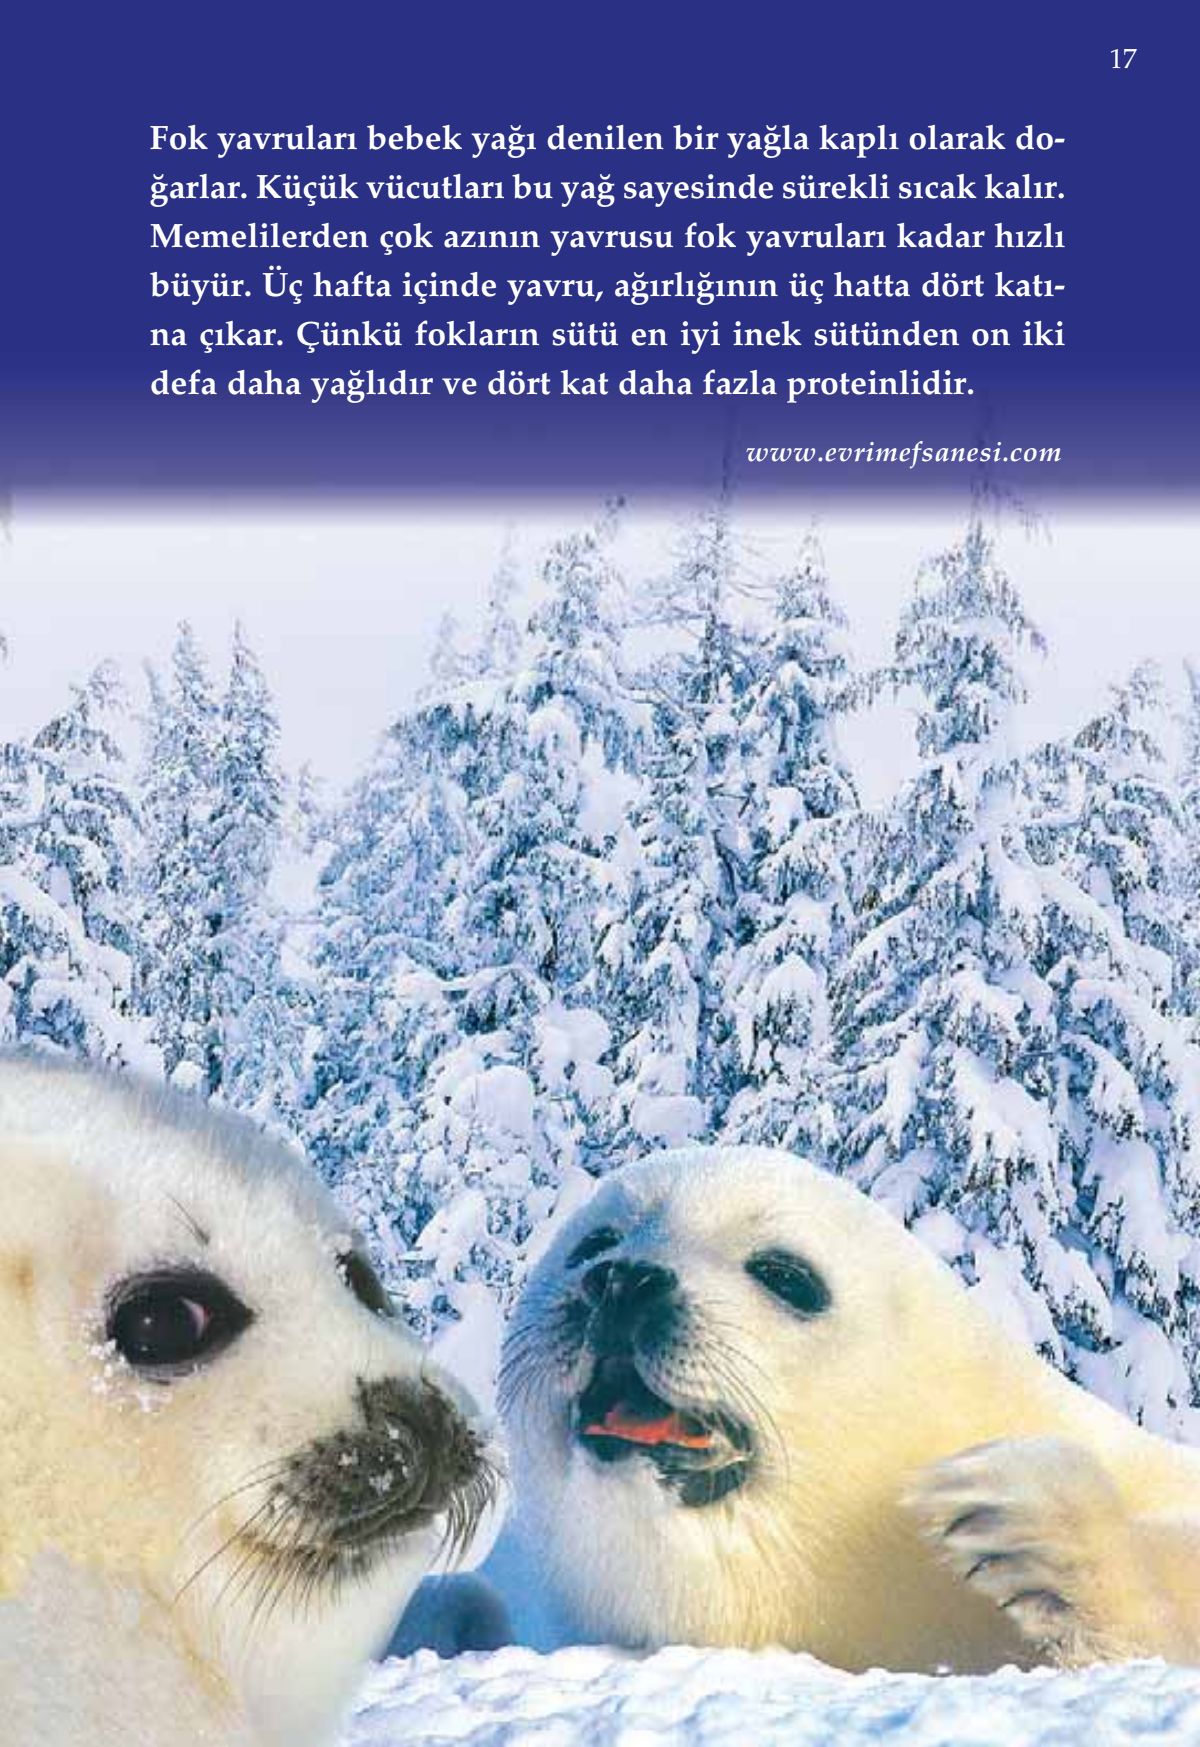 17
Fok yavruları bebek yağı denilen bir yağla kaplı olarak do-
ğarlar. Küçük vücutları bu yağ sayesinde sürekli sıcak kalır.
Memelilerden çok azının yavrusu fok yavruları kadar hızlı
büyür. Üç hafta içinde yavru, ağırlığının üç hatta dört katı-
na çıkar. Çünkü fokların sütü en iyi inek sütünden on iki
defa daha yağlıdır ve dört kat daha fazla proteinlidir.
www.evrimefsanesi.com